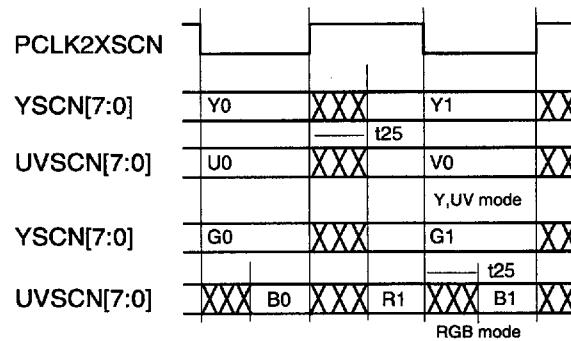 PCLK2XSCN
YSCN[7:0] Y0 Y1
t25
UVSCN[7:0] U0 V0
Y,UV mode
YSCN[7:0] G0 G1
t25
UVSCN[7:0] B0 R1 B1
RGB mode